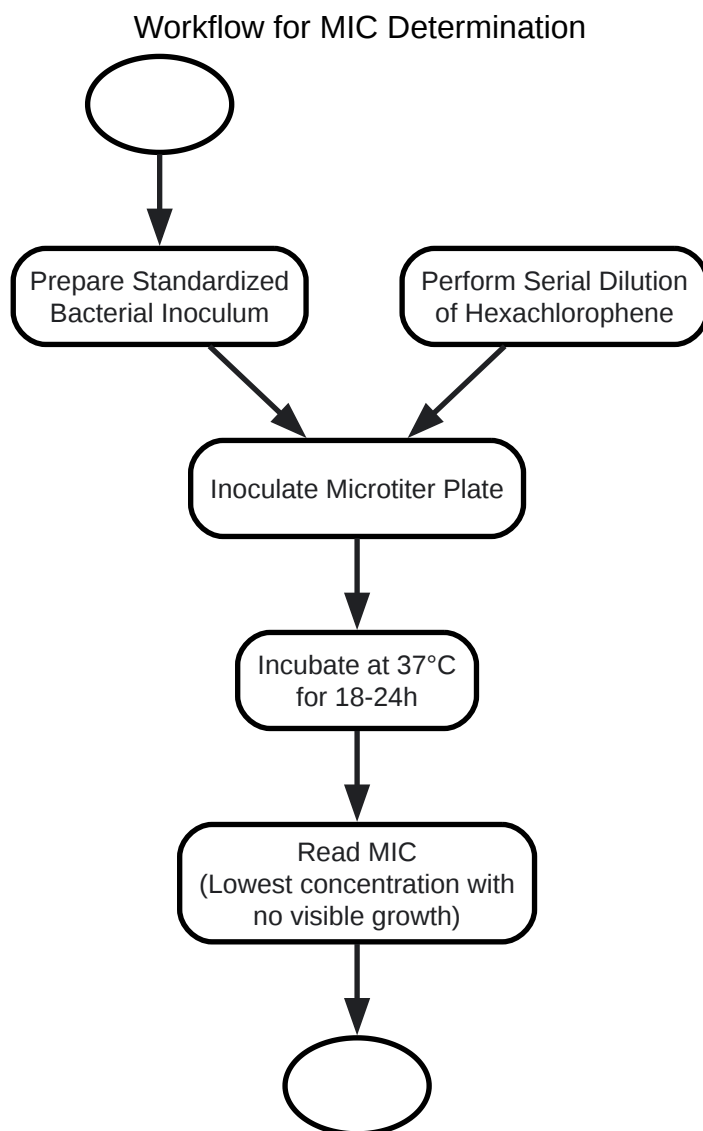 Workflow for MIC Determination
Prepare Standardized
Bacterial Inoculum
Perform Serial Dilution
of Hexachlorophene
Inoculate Microtiter Plate
Incubate at 37°C
for 18-24h
Read MIC
(Lowest concentration with
no visible growth)